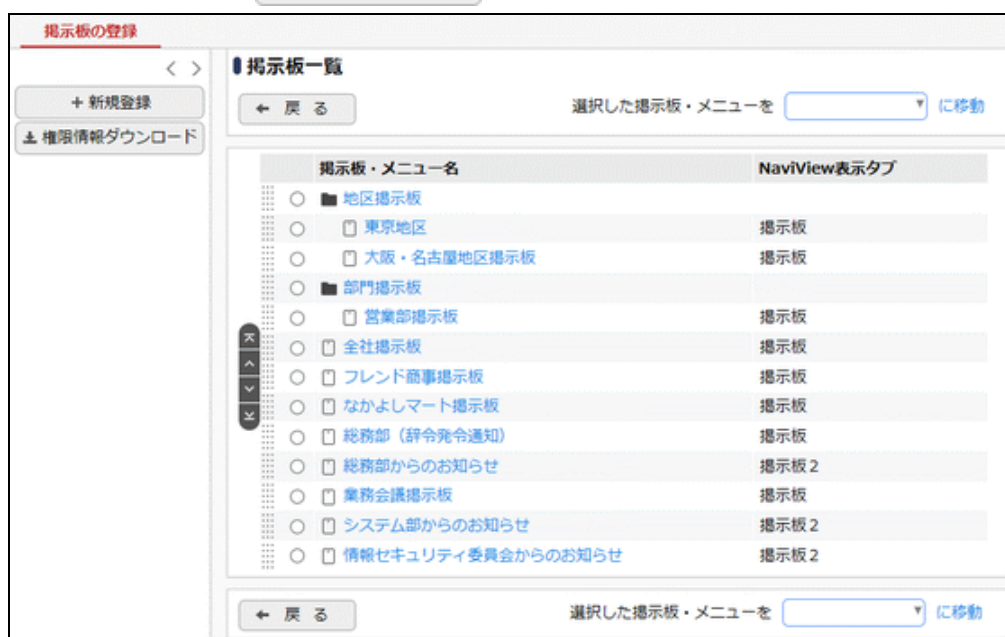 掲示板の登録
+ 新規登録
権限情報ダウンロード
掲示板一覧
戻る
選択した掲示板・メニューを に移動
掲示板・メニュー名 NaviView表示タブ
地区掲示板
東京地区 掲示板
大阪・名古屋地区掲示板 掲示板
部門掲示板
営業部掲示板 掲示板
全社掲示板 掲示板
フレンド商事掲示板 掲示板
なかよしマート掲示板 掲示板
総務部（辞令発令通知） 掲示板
総務部からのお知らせ 掲示板2
業務会議掲示板 掲示板
システム部からのお知らせ 掲示板2
情報セキュリティ委員会からのお知らせ 掲示板2
戻る
選択した掲示板・メニューを に移動